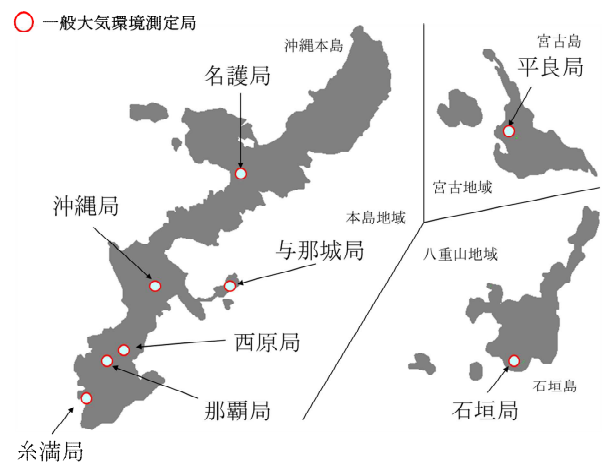 一般大気環境測定局
沖縄本島
宮古島
名護局
平良局
宮古地域
沖縄局
本島地域
与那城局
八重山地域
西原局
石垣島
那覇局
石垣局
糸満局